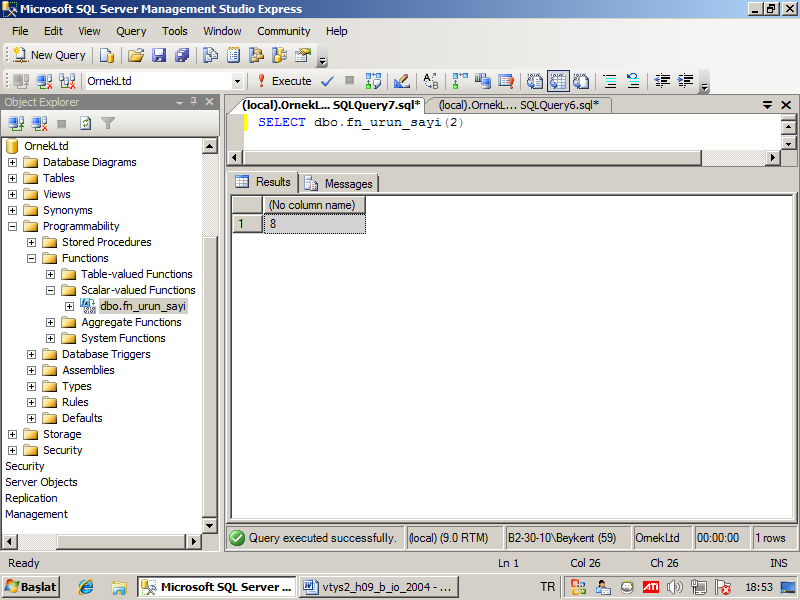 Microsoft SQL Server Management Studio Express
File Edit View Query Tools Window Community Help
New Query
OrnekLtd Execute
Object Explorer
(local).OrnekL... SQLQuery7.sql* (local).OrnekL... SQLQuery6.sql*
SELECT dbo.fn_urun_sayi(2)
OrnekLtd
Database Diagrams
Tables
Views
Synonyms
Programmability
Stored Procedures
Functions
Table-valued Functions
Scalar-valued Functions
dbo.fn_urun_sayi
Aggregate Functions
System Functions
Database Triggers
Assemblies
Types
Rules
Defaults
Storage
Security
Security
Server Objects
Replication
Management
Results Messages
(No column name)
1 8
Query executed successfully. (local) (9.0 RTM) B2-30-10\Beykent (59) OrnekLtd 00:00:00 1 rows
Ready Ln 1 Col 26 Ch 26 INS
Başlat Microsoft SQL Server ... vtys2_h09_b_jo_2004 - ... TR ATI 18:53